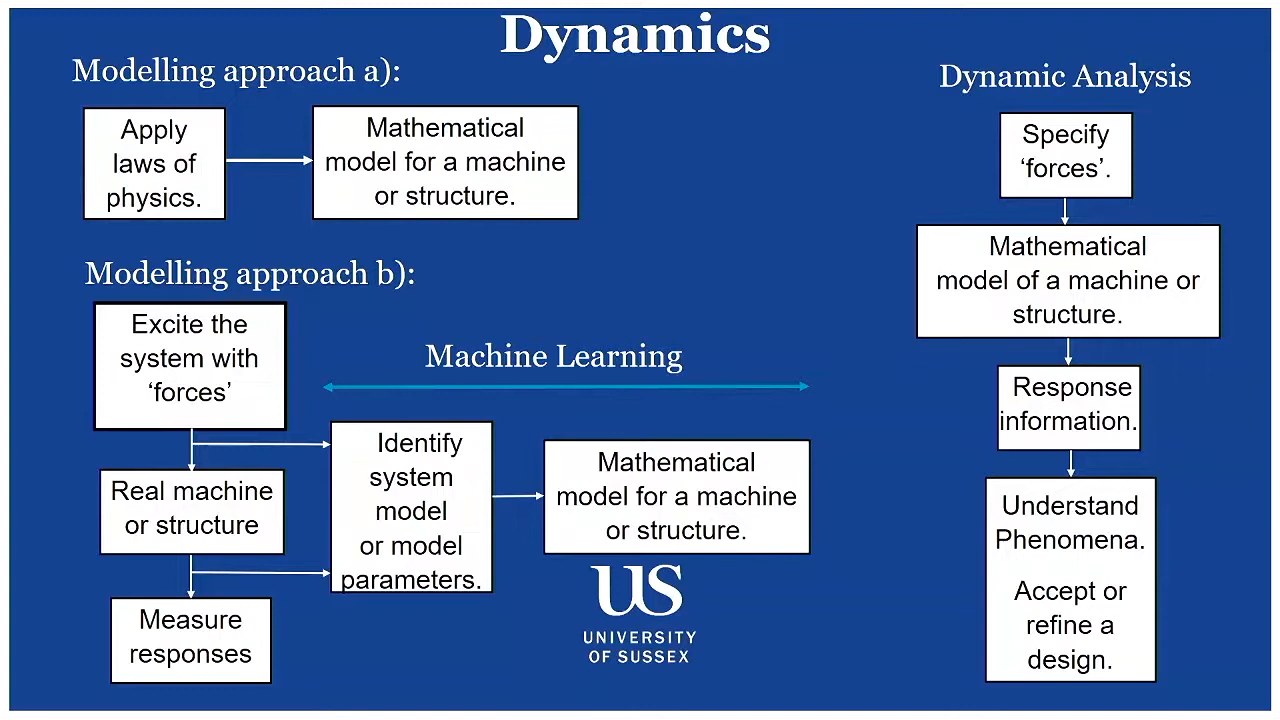 Dynamics
Modelling approach a):
Apply
laws of
physics.
Mathematical
model for a machine
or structure.
Modelling approach b):
Excite the
system with
‘forces’
Machine Learning
Real machine
or structure
Identify
system
model
or model
parameters.
Mathematical
model for a machine
or structure.
Measure
responses
US
UNIVERSITY
OF SUSSEX
Dynamic Analysis
Specify
‘forces’.
Mathematical
model of a machine or
structure.
Response
information.
Understand
Phenomena.
Accept or
refine a
design.